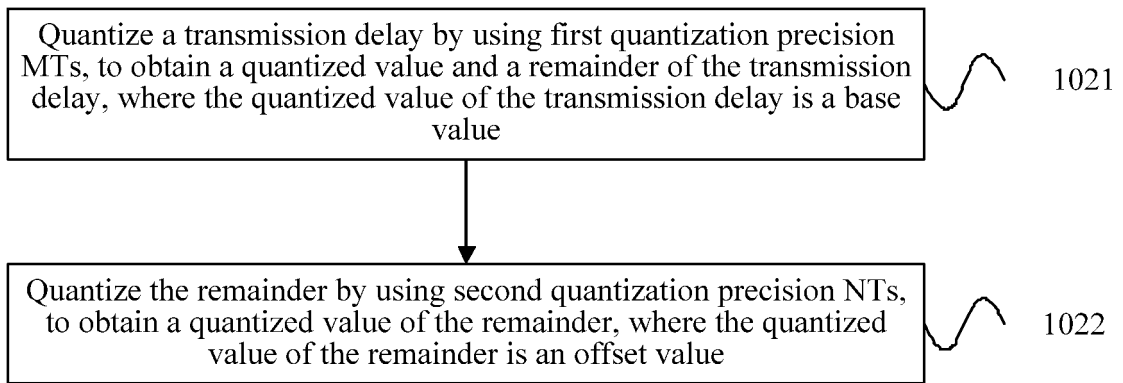 Quantize a transmission delay by using first quantization precision
MTs, to obtain a quantized value and a remainder of the transmission
delay, where the quantized value of the transmission delay is a base
value
1021
Quantize the remainder by using second quantization precision NTs,
to obtain a quantized value of the remainder, where the quantized
value of the remainder is an offset value
1022